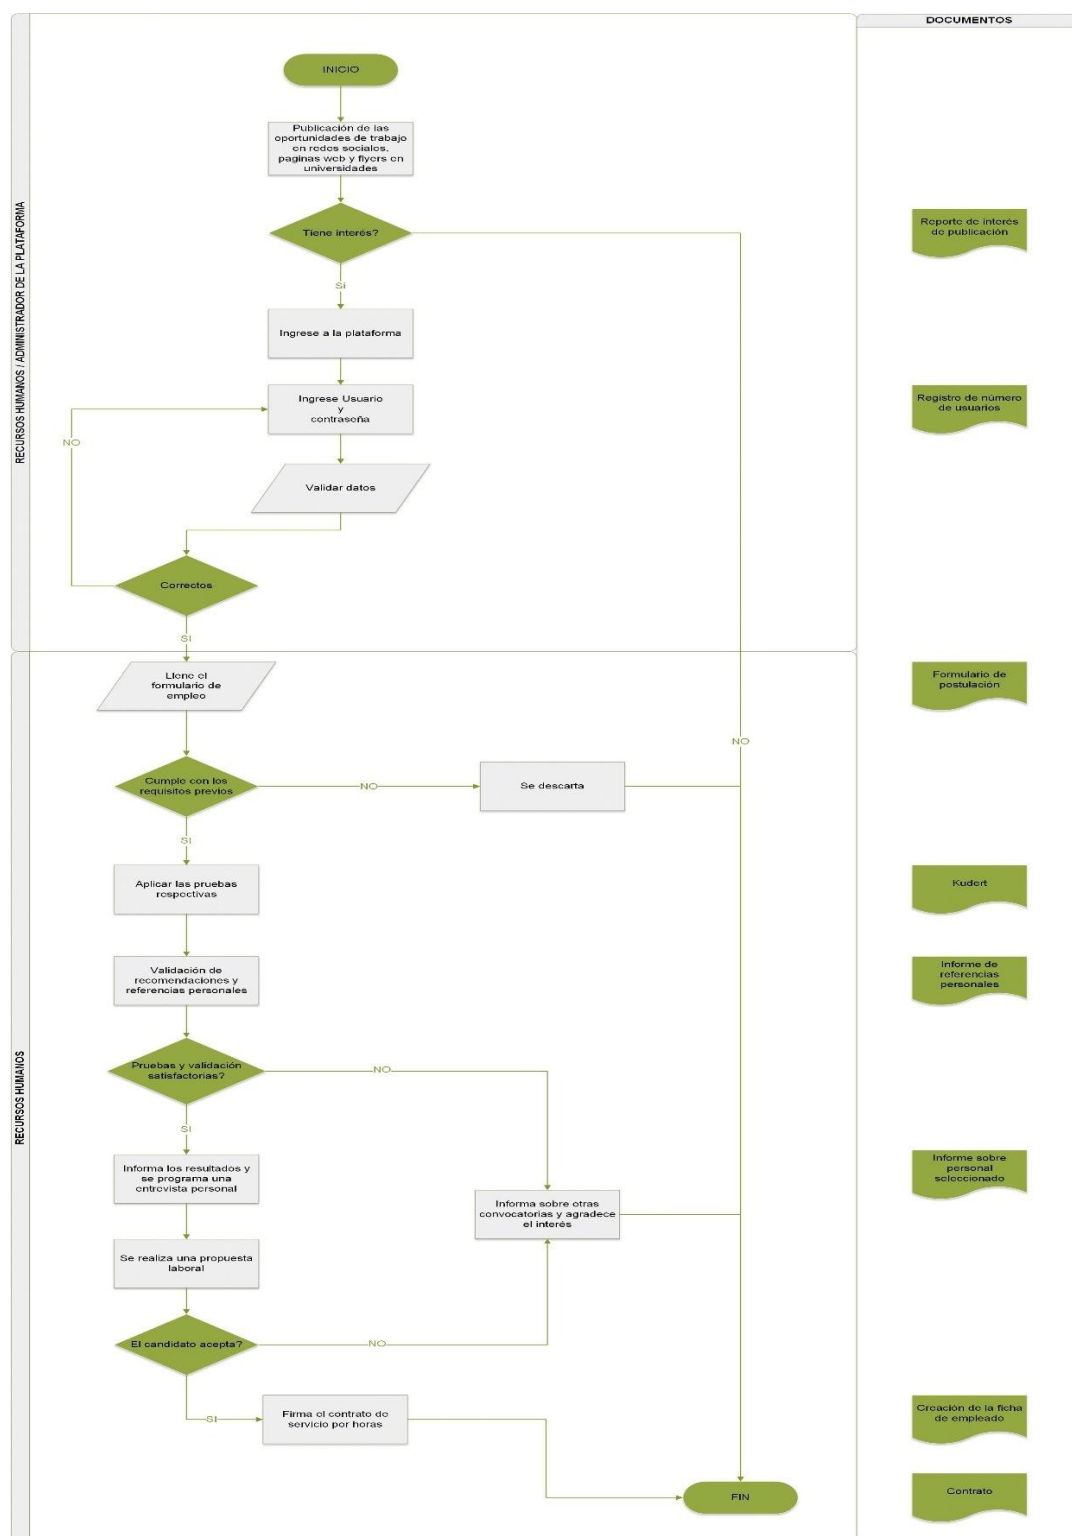 DOCUMENTOS
RECURSOS HUMANOS / ADMINISTRADOR DE LA PLATAFORMA
INICIO
Publicación de las
oportunidades de trabajo
en redes sociales,
paginas web y flyers en
universidades
Tiene interés?
Reporte de interés
de publicación
Si
Ingrese a la plataforma
Ingrese Usuario
y
contraseña
Registro de número
de usuarios
NO
Validar datos
Correctos
SI
RECURSOS HUMANOS
Llene el
formulario de
empleo
Formulario de
postulación
NO
Cumple con los
requisitos previos
NO
Se descarta
SI
Aplicar las pruebas
respectivas
Kudert
Validación de
recomendaciones y
referencias personales
Informe de
referencias
personales
Pruebas y validación
satisfactorias?
NO
SI
Informa los resultados y
se programa una
entrevista personal
Informe sobre
personal
seleccionado
Informa sobre otras
convocatorias y agradece
el interés
Se realiza una propuesta
laboral
El candidato acepta?
NO
SI
Firma el contrato de
servicio por horas
Creación de la ficha
de empleado
FIN
Contrato